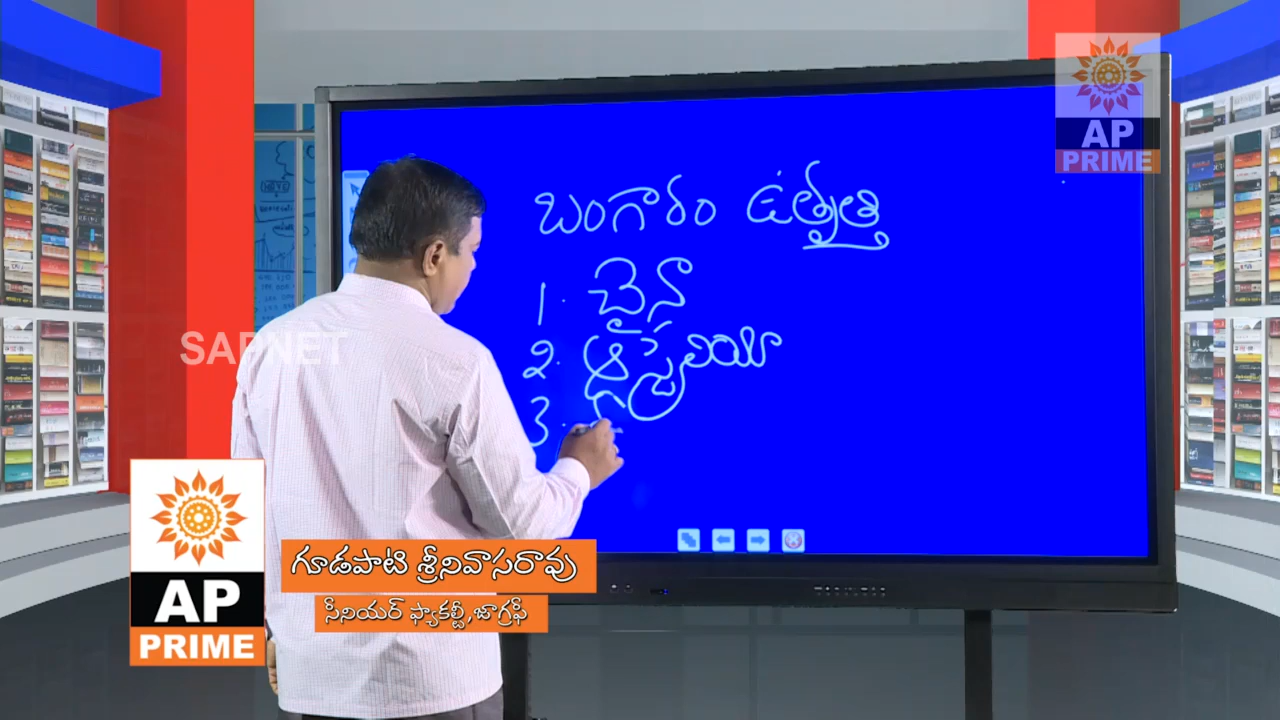 AP
PRIME
బంగారం ఉత్పత్తి
1. చైనా
2. ఆస్ట్రేలియా
3.
SAPNET
గూడపాటి శ్రీనివాసరావు
సీనియర్ ఫ్యాకల్టీ,జాగ్రఫీ
AP
PRIME